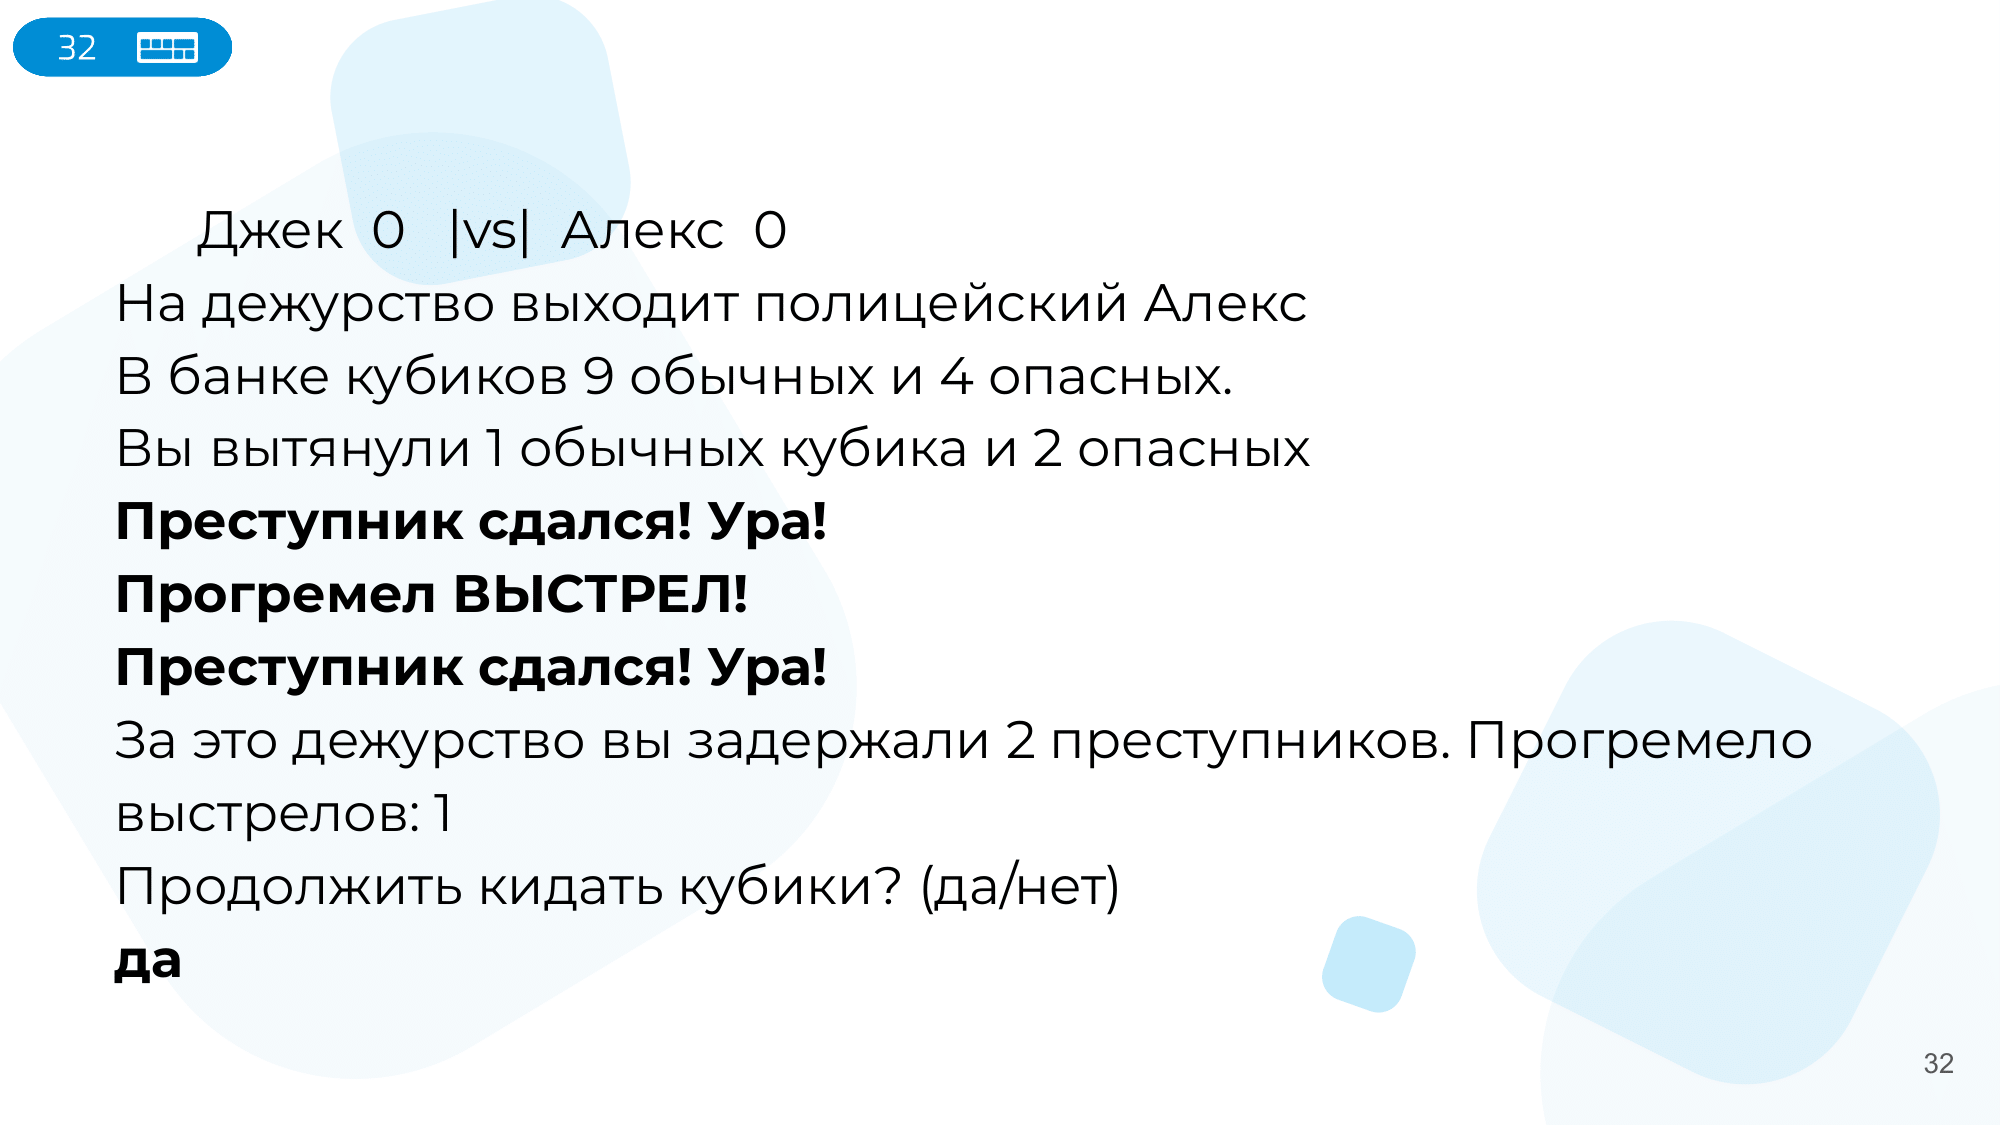 32
Джек 0 |vs| Алекс 0
На дежурство выходит полицейский Алекс
В банке кубиков 9 обычных и 4 опасных.
Вы вытянули 1 обычных кубика и 2 опасных
Преступник сдался! Ура!
Прогремел ВЫСТРЕЛ!
Преступник сдался! Ура!
За это дежурство вы задержали 2 преступников. Прогремело
выстрелов: 1
Продолжить кидать кубики? (да/нет)
да
32